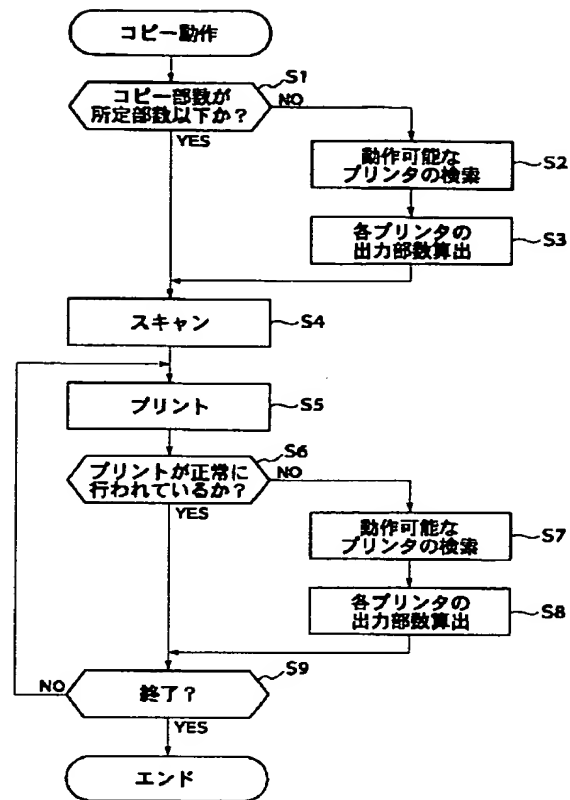 コピー動作
S1
コピー部数が
所定部数以下か？
NO
YES
動作可能な
プリンタの検索
S2
各プリンタの
出力部数算出
S3
スキャン
S4
プリント
S5
S6
プリントが正常に
行われているか？
NO
YES
動作可能な
プリンタの検索
S7
各プリンタの
出力部数算出
S8
S9
NO
終了？
YES
エンド